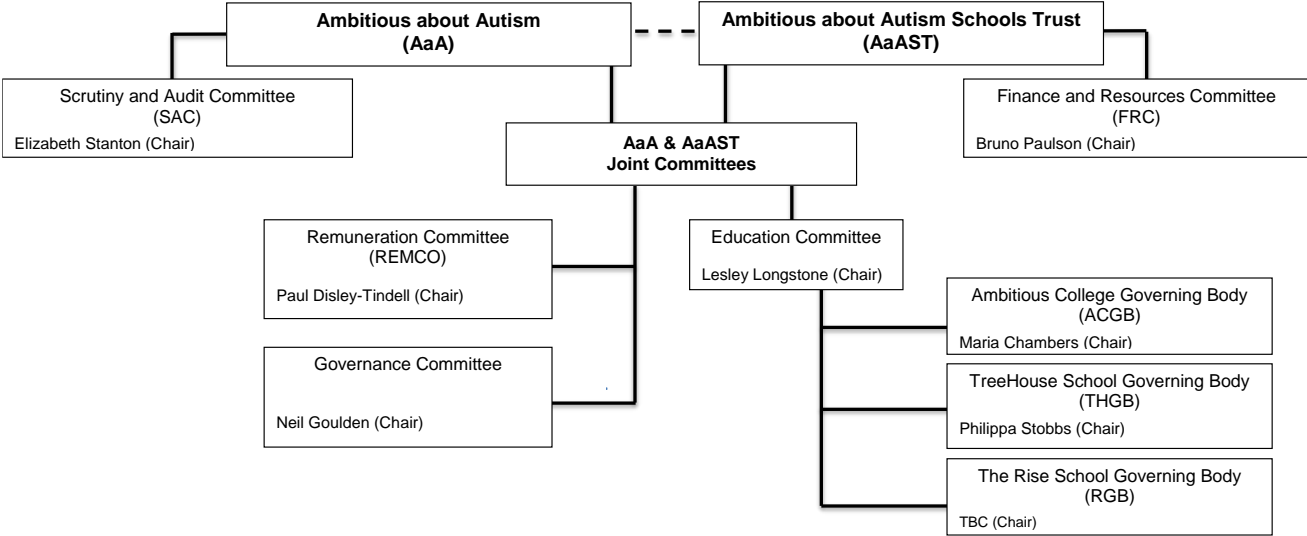 Ambitious about Autism
(AaA)
Ambitious about Autism Schools Trust
(AaAST)
Scrutiny and Audit Committee
(SAC)
Elizabeth Stanton (Chair)
Finance and Resources Committee
(FRC)
Bruno Paulson (Chair)
AaA & AaAST
Joint Committees
Remuneration Committee
(REMCO)
Paul Disley-Tindell (Chair)
Education Committee
Lesley Longstone (Chair)
Governance Committee
Neil Goulden (Chair)
Ambitious College Governing Body
(ACGB)
Maria Chambers (Chair)
TreeHouse School Governing Body
(THGB)
Philippa Stobbs (Chair)
The Rise School Governing Body
(RGB)
TBC (Chair)